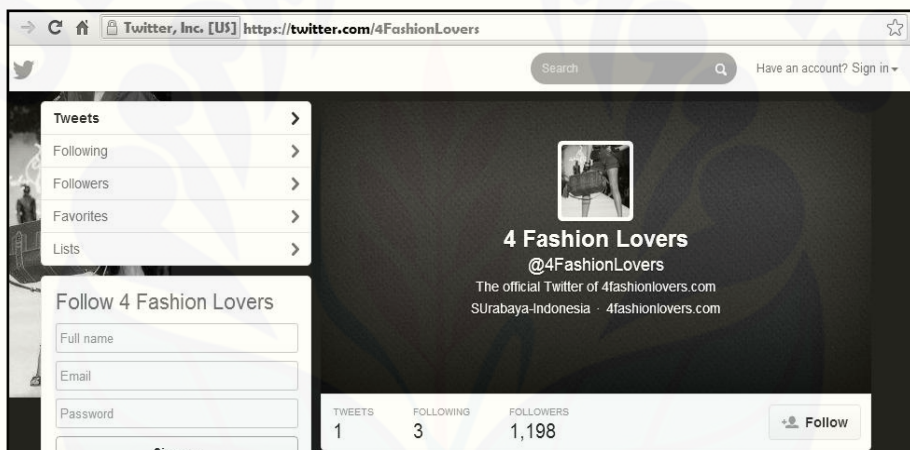 Twitter, Inc. [US] https://twitter.com/4FashionLovers
Search
Have an account? Sign in
Tweets
Following
Followers
Favorites
Lists
4 Fashion Lovers
@4FashionLovers
The official Twitter of 4fashionlovers.com
SUrabaya-Indonesia · 4fashionlovers.com
Follow 4 Fashion Lovers
Full name
Email
Password
TWEETS
1
FOLLOWING
3
FOLLOWERS
1,198
Follow